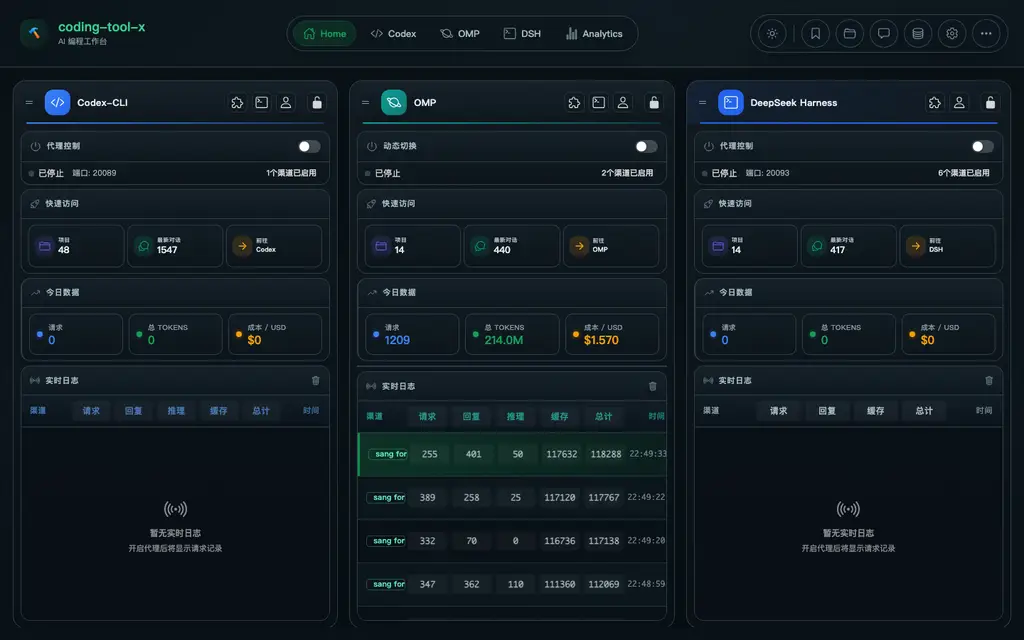 coding-tool-x
AI 编程工作台
Home
Codex
OMP
DSH
Analytics
Codex-CLI
代理控制
已停止 端口: 20089 1个渠道已启用
快速访问
项目
48
最新对话
1547
前往
Codex
今日数据
请求
0
总 TOKENS
0
成本 / USD
$0
实时日志
渠道 请求 回复 推理 缓存 总计 时间
暂无实时日志
开启代理后将显示请求记录
OMP
动态切换
已停止 2个渠道已启用
快速访问
项目
14
最新对话
440
前往
OMP
今日数据
请求
1209
总 TOKENS
214.0M
成本 / USD
$1.570
实时日志
渠道 请求 回复 推理 缓存 总计 时间
sang for 255 401 50 117632 118288 22:49:33
sang for 389 258 25 117120 117767 22:49:22
sang for 332 70 0 116736 117138 22:49:20
sang for 347 362 110 111360 112069 22:48:59
DeepSeek Harness
代理控制
已停止 端口: 20093 6个渠道已启用
快速访问
项目
14
最新对话
417
前往
DSH
今日数据
请求
0
总 TOKENS
0
成本 / USD
$0
实时日志
渠道 请求 回复 缓存 总计 时间
暂无实时日志
开启代理后将显示请求记录